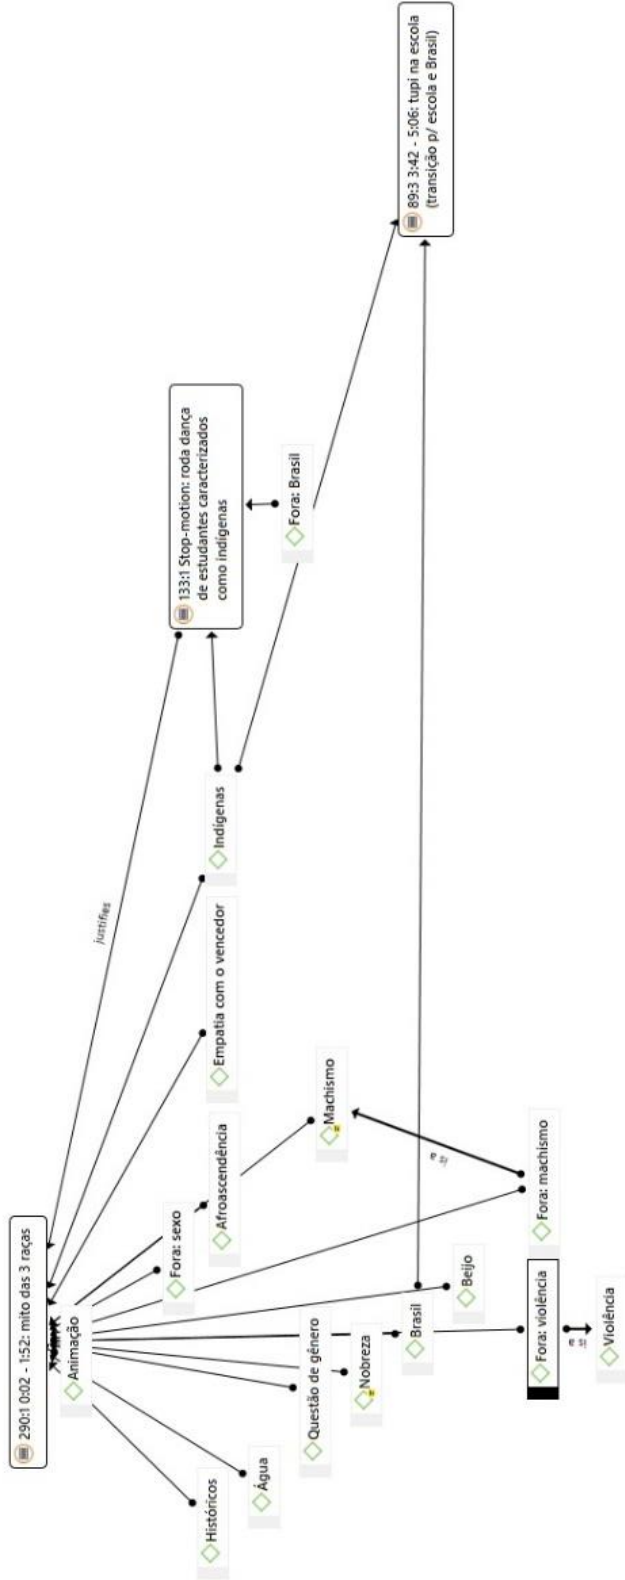 290:1 0:02 - 1:52: mito das 3 raças
Animação
Históricos
Água
Questão de gênero
Nobreza
Brasil
Beijo
Fora: sexo
Afroascendência
Machismo
Empatia com o vencedor
Indígenas
Fora: machismo
is a
Fora: violência
is a
Violência
justifies
133:1 Stop-motion: roda dança
de estudantes caracterizados
como indígenas
Fora: Brasil
89:3 3:42 - 5:06: tupi na escola
(transição p/ escola e Brasil)